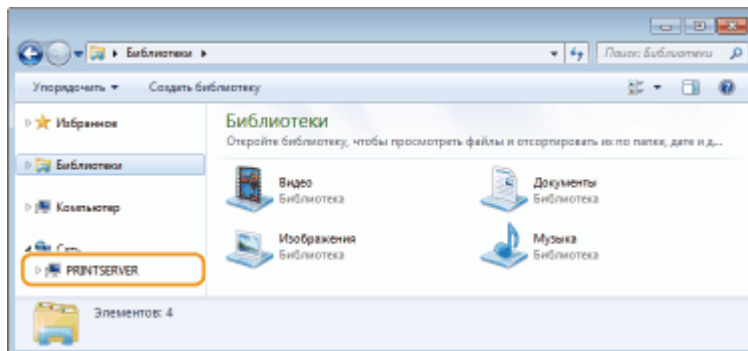 Библиотеки
Поиск: Библиотеки
Упорядочить
Создать библиотеку
Избранное
Библиотеки
Компьютер
Сеть
PRINTSERVER
Библиотеки
Откройте библиотеку, чтобы просмотреть файлы и отсортировать их по папке, дате и д...
Видео
Библиотека
Документы
Библиотека
Изображения
Библиотека
Музыка
Библиотека
Элементов: 4